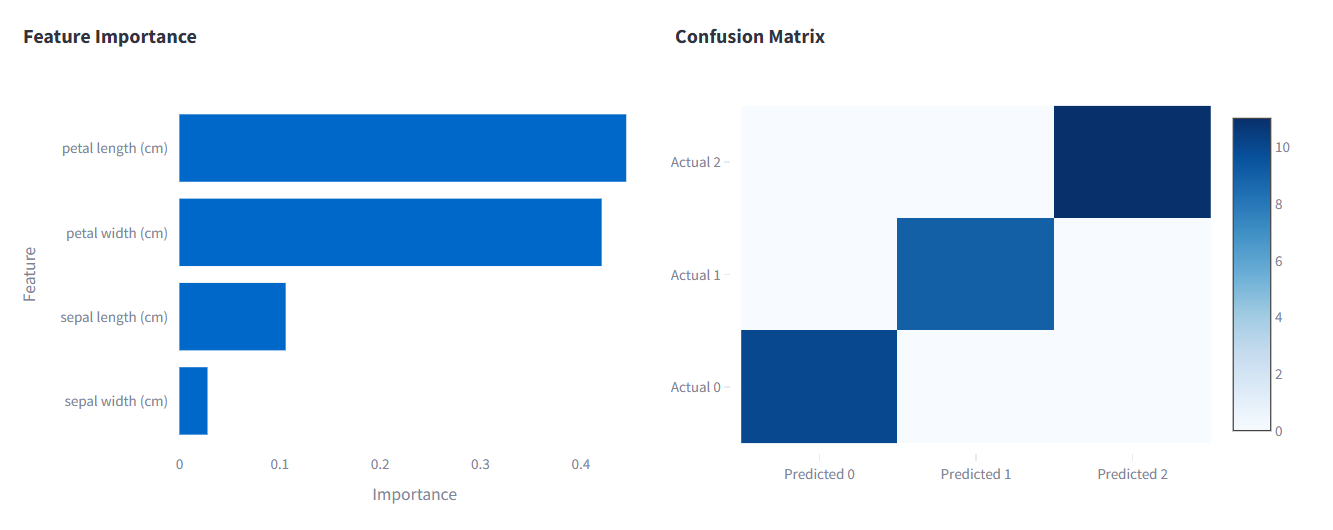 Feature Importance
petal length (cm)
petal width (cm)
sepal length (cm)
sepal width (cm)
Feature
0 0.1 0.2 0.3 0.4
Importance
Confusion Matrix
Actual 2
Actual 1
Actual 0
Predicted 0 Predicted 1 Predicted 2
10
8
6
4
2
0